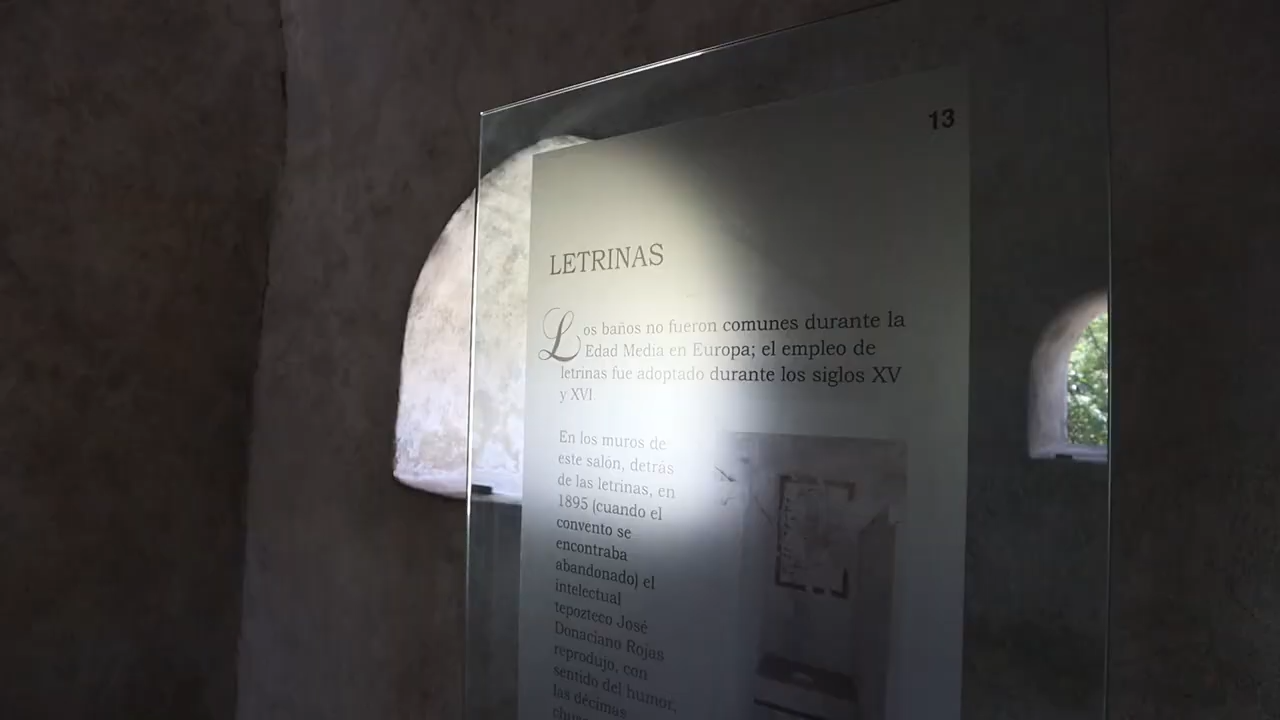 13
LETRINAS
Los baños no fueron comunes durante la
Edad Media en Europa; el empleo de
letrinas fue adoptado durante los siglos XV
y XVI.
En los muros de
este salón, detrás
de las letrinas, en
1895 (cuando el
convento se
encontraba
abandonado) el
intelectual
tepozteco José
Donaciano Rojas
reprodujo, con
sentido del humor,
las décimas